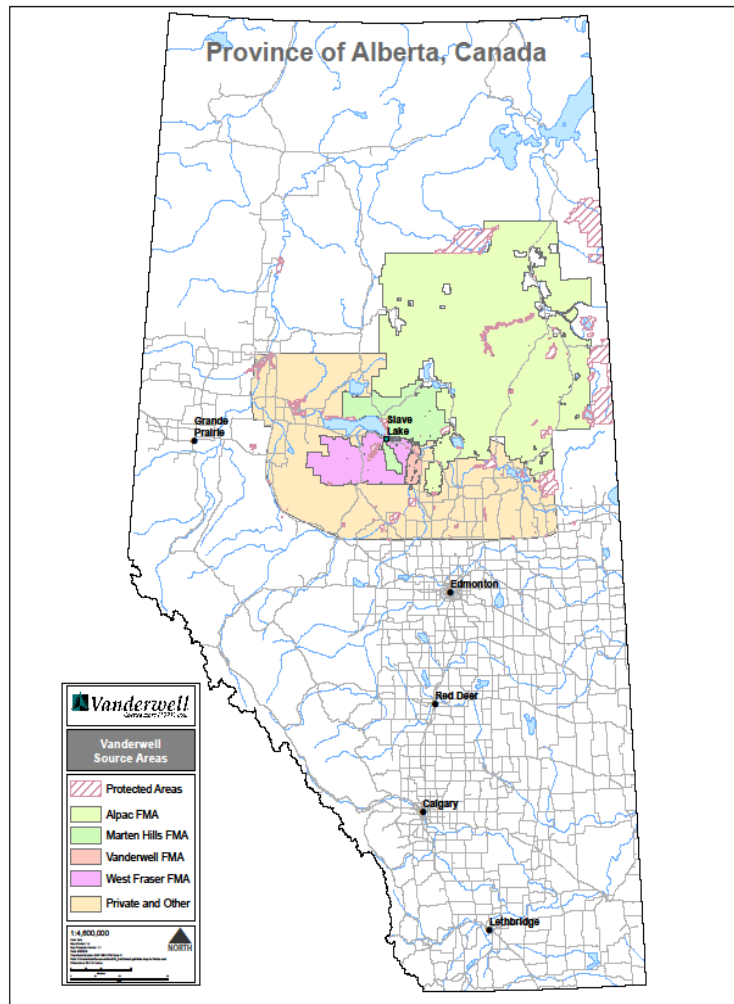 Province of Alberta, Canada
Slave
Lake
Grande
Prairie
Edmonton
Red Deer
Calgary
Lethbridge
Vanderwell
Vanderwell
Source Areas
Protected Areas
Alpac FMA
Marten Hills FMA
Vanderwell FMA
West Fraser FMA
Private and Other
1:4,600,000
NORTH